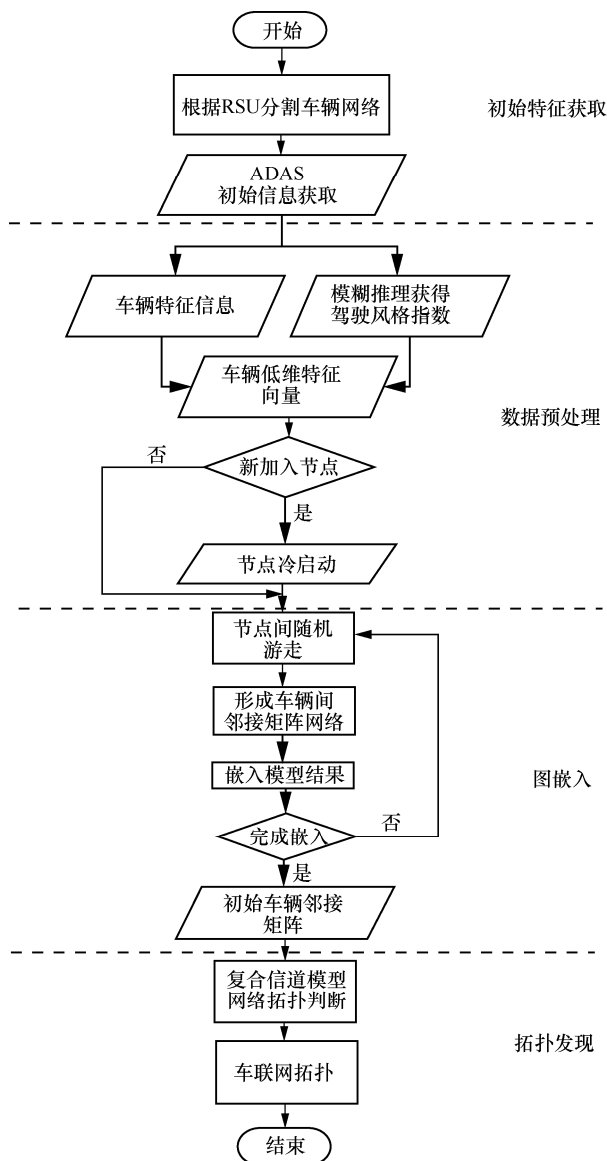 开始
根据RSU分割车辆网络
初始特征获取
ADAS
初始信息获取
车辆特征信息
模糊推理获得
驾驶风格指数
车辆低维特征
向量
数据预处理
否
新加入节点
是
节点冷启动
节点间随机
游走
形成车辆间
邻接矩阵网络
嵌入模型结果
图嵌入
完成嵌入
否
是
初始车辆邻接
矩阵
复合信道模型
网络拓扑判断
拓扑发现
车联网拓扑
结束